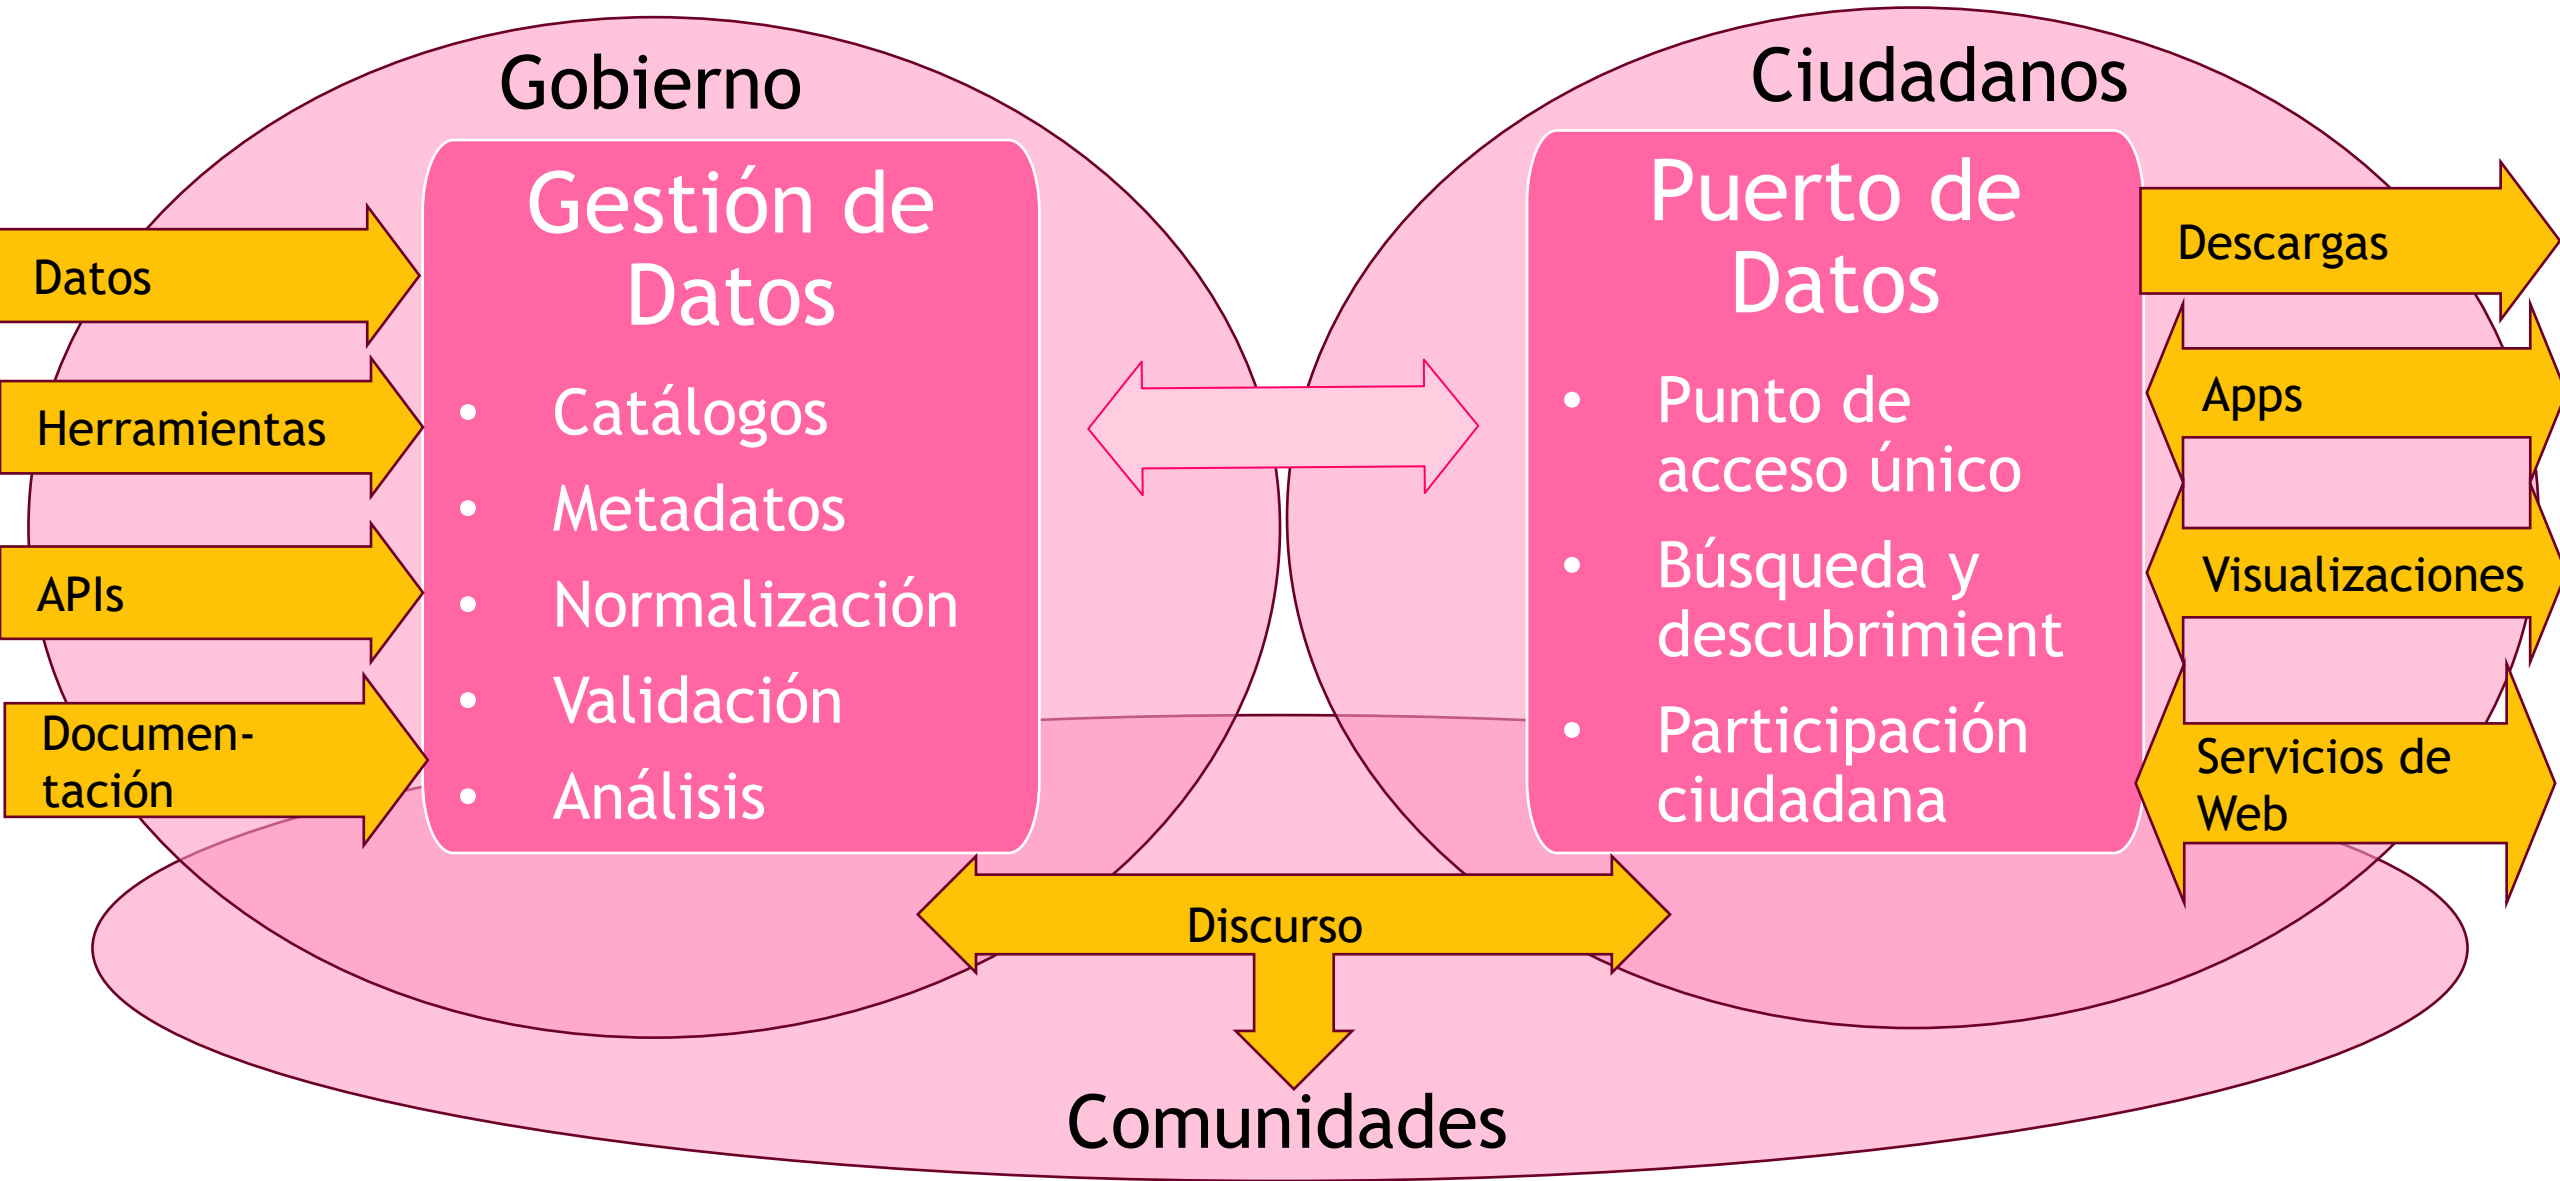 Gobierno
Gestión de
Datos
• Catálogos
• Metadatos
• Normalización
• Validación
• Análisis
Datos
Herramientas
APIs
Documen-
tación
Ciudadanos
Puerto de
Datos
• Punto de
acceso único
• Búsqueda y
descubrimient
• Participación
ciudadana
Descargas
Apps
Visualizaciones
Servicios de
Web
Discurso
Comunidades